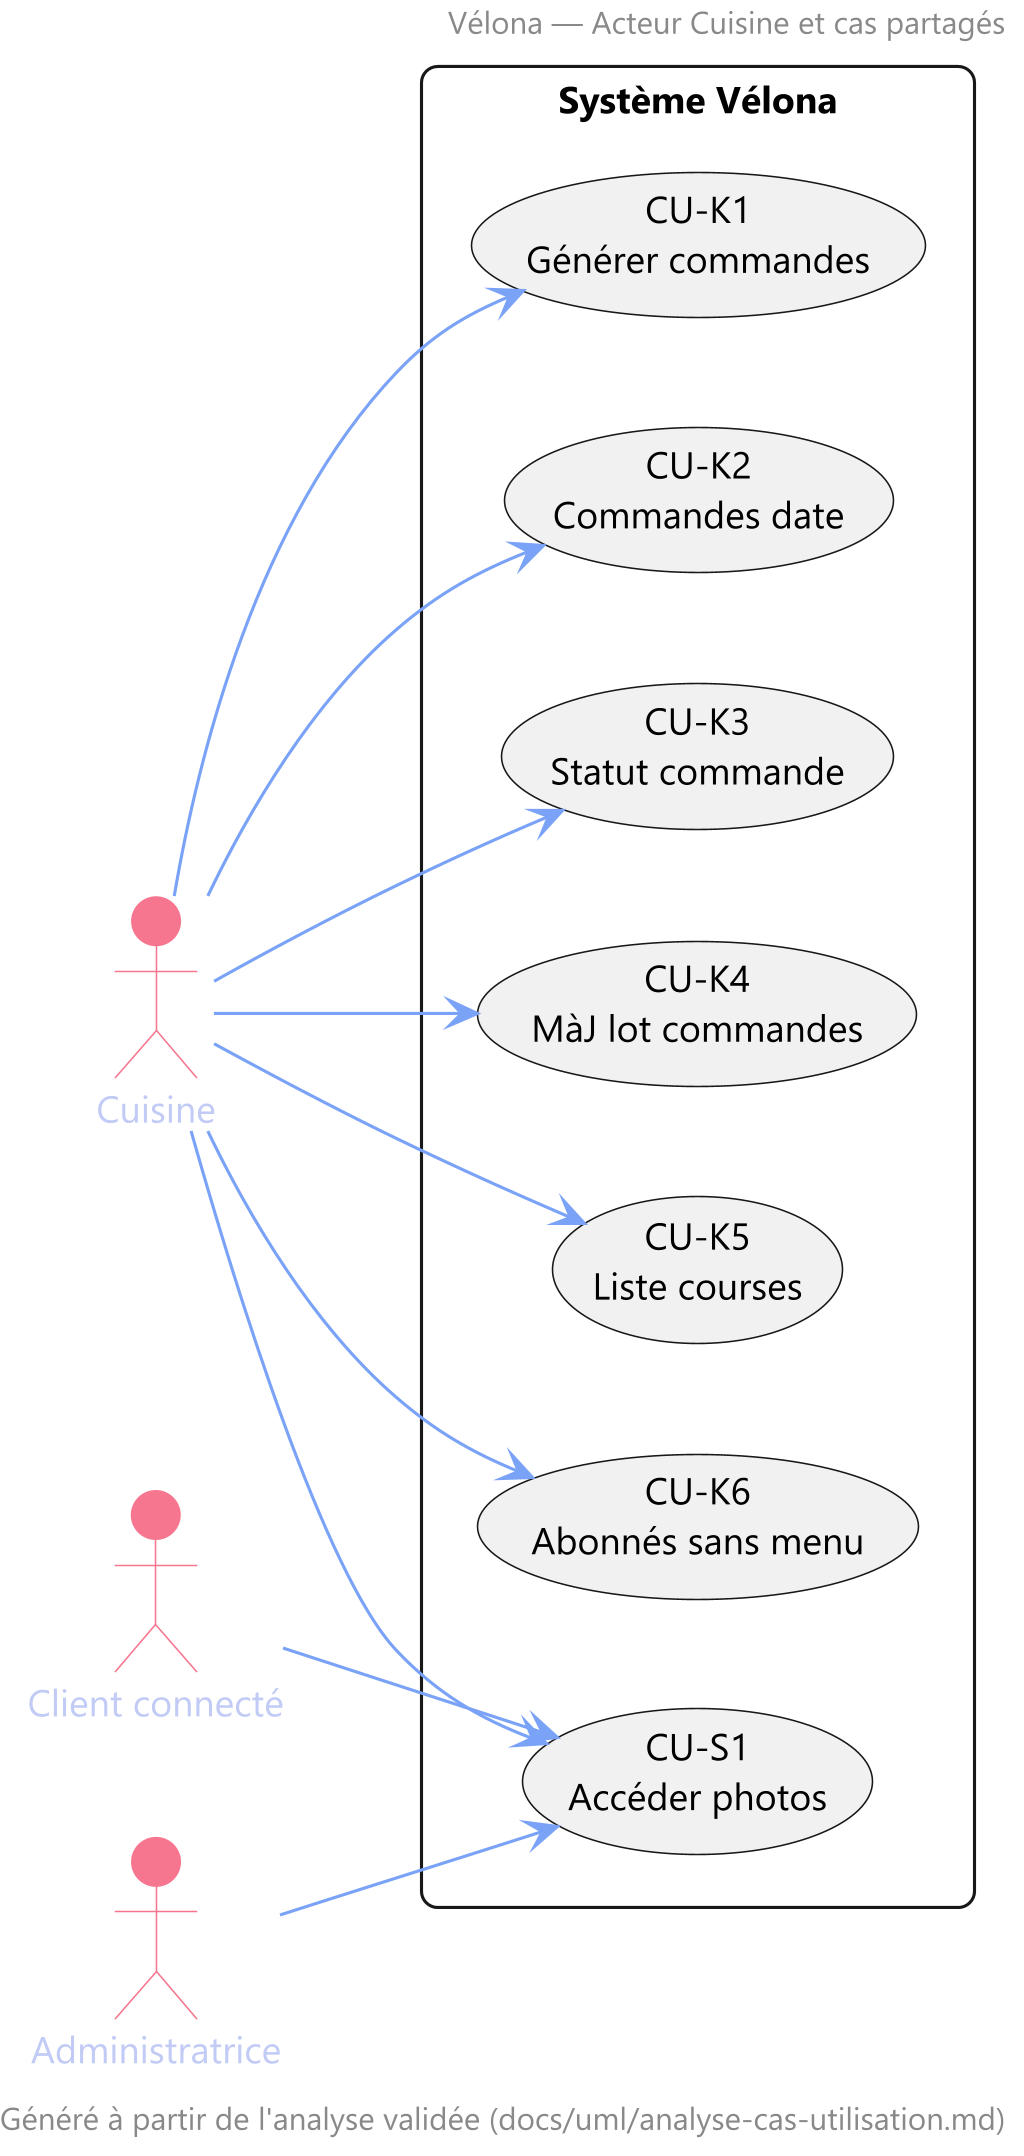 Vélona — Acteur Cuisine et cas partagés
Système Vélona
CU-K1
Générer commandes
CU-K2
Commandes date
CU-K3
Statut commande
CU-K4
MàJ lot commandes
Cuisine
CU-K5
Liste courses
CU-K6
Abonnés sans menu
Client connecté
CU-S1
Accéder photos
Administratrice
Généré à partir de l'analyse validée (docs/uml/analyse-cas-utilisation.md)